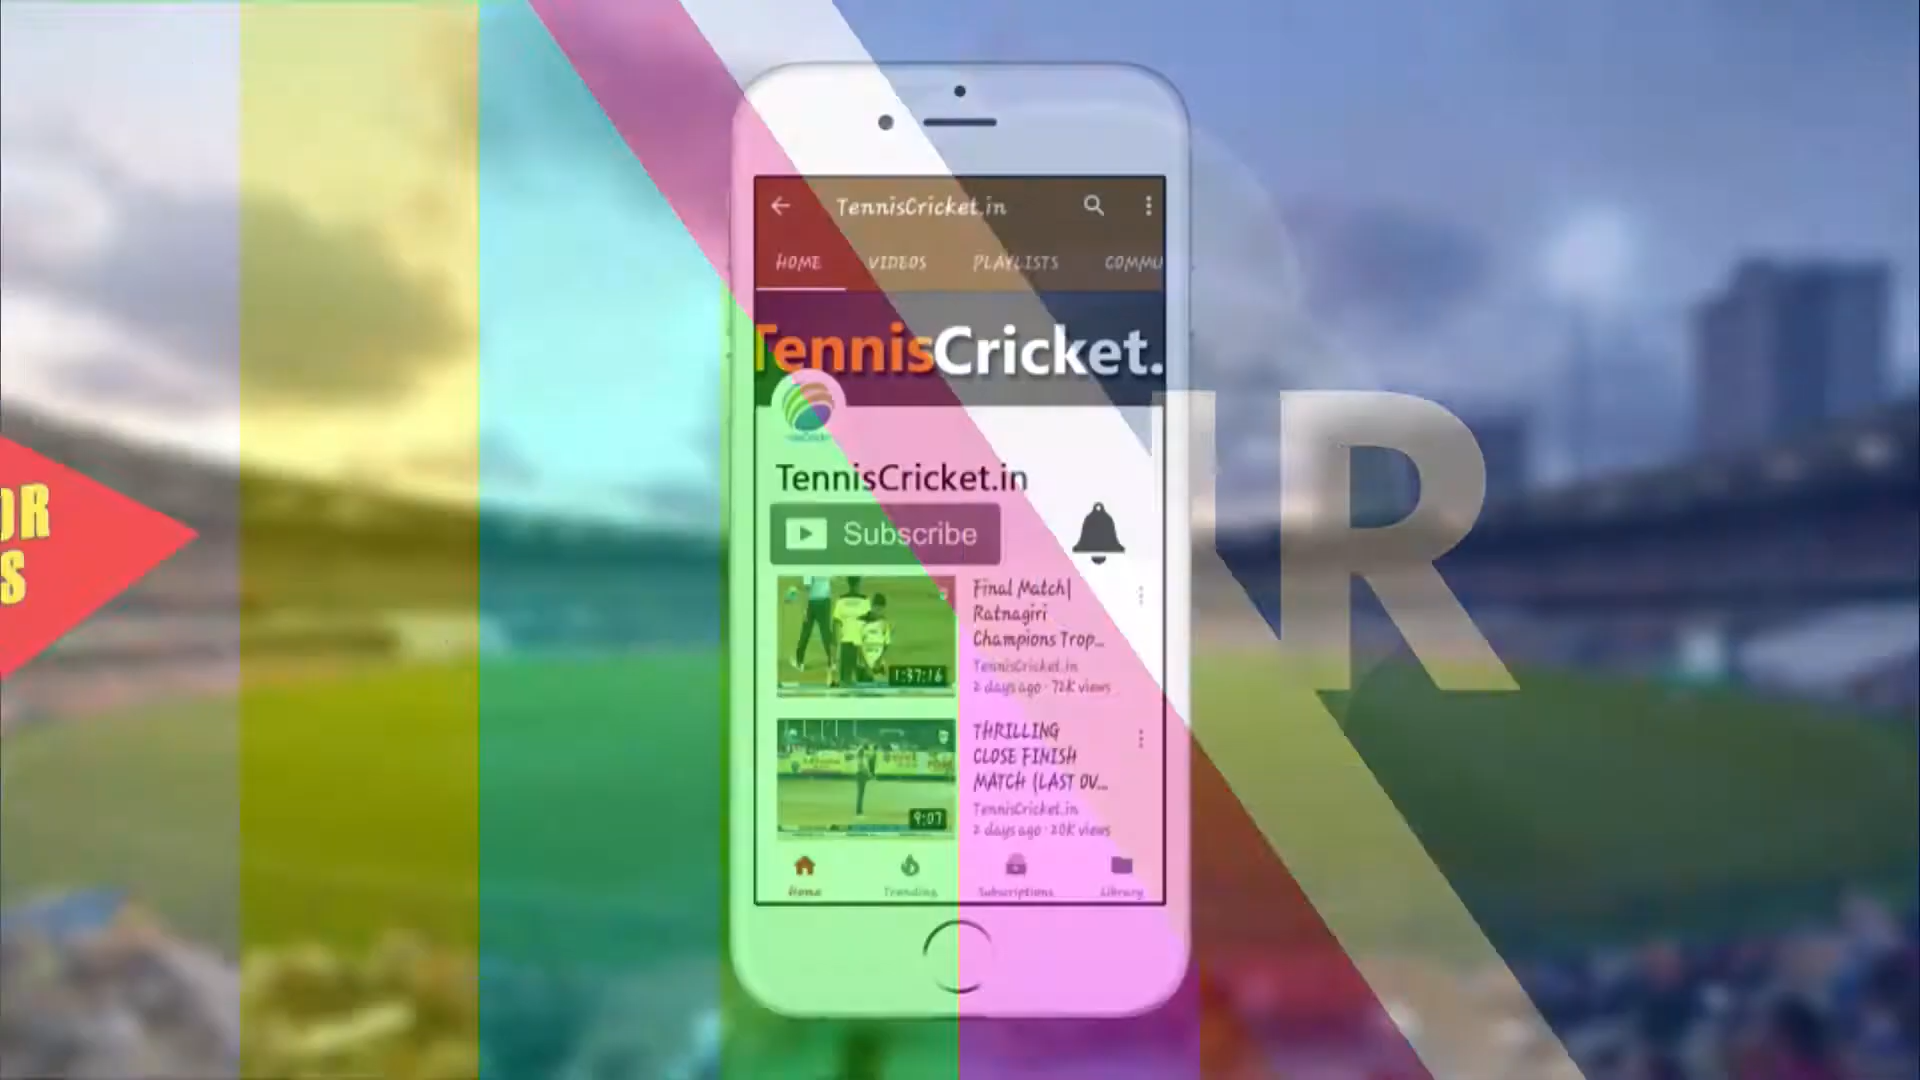 TennisCricket.in
HOME VIDEOS PLAYLISTS COMMU
TennisCricket.
TennisCricket.in
Subscribe
Final Match|
Ratnagiri
Champions Trop...
TennisCricket.in
2 days ago · 72K views
1:37:16
THRILLING
CLOSE FINISH
MATCH (LAST OV...
TennisCricket.in
2 days ago · 20K views
9:07
Home Trending Subscriptions Library
OR
S
R